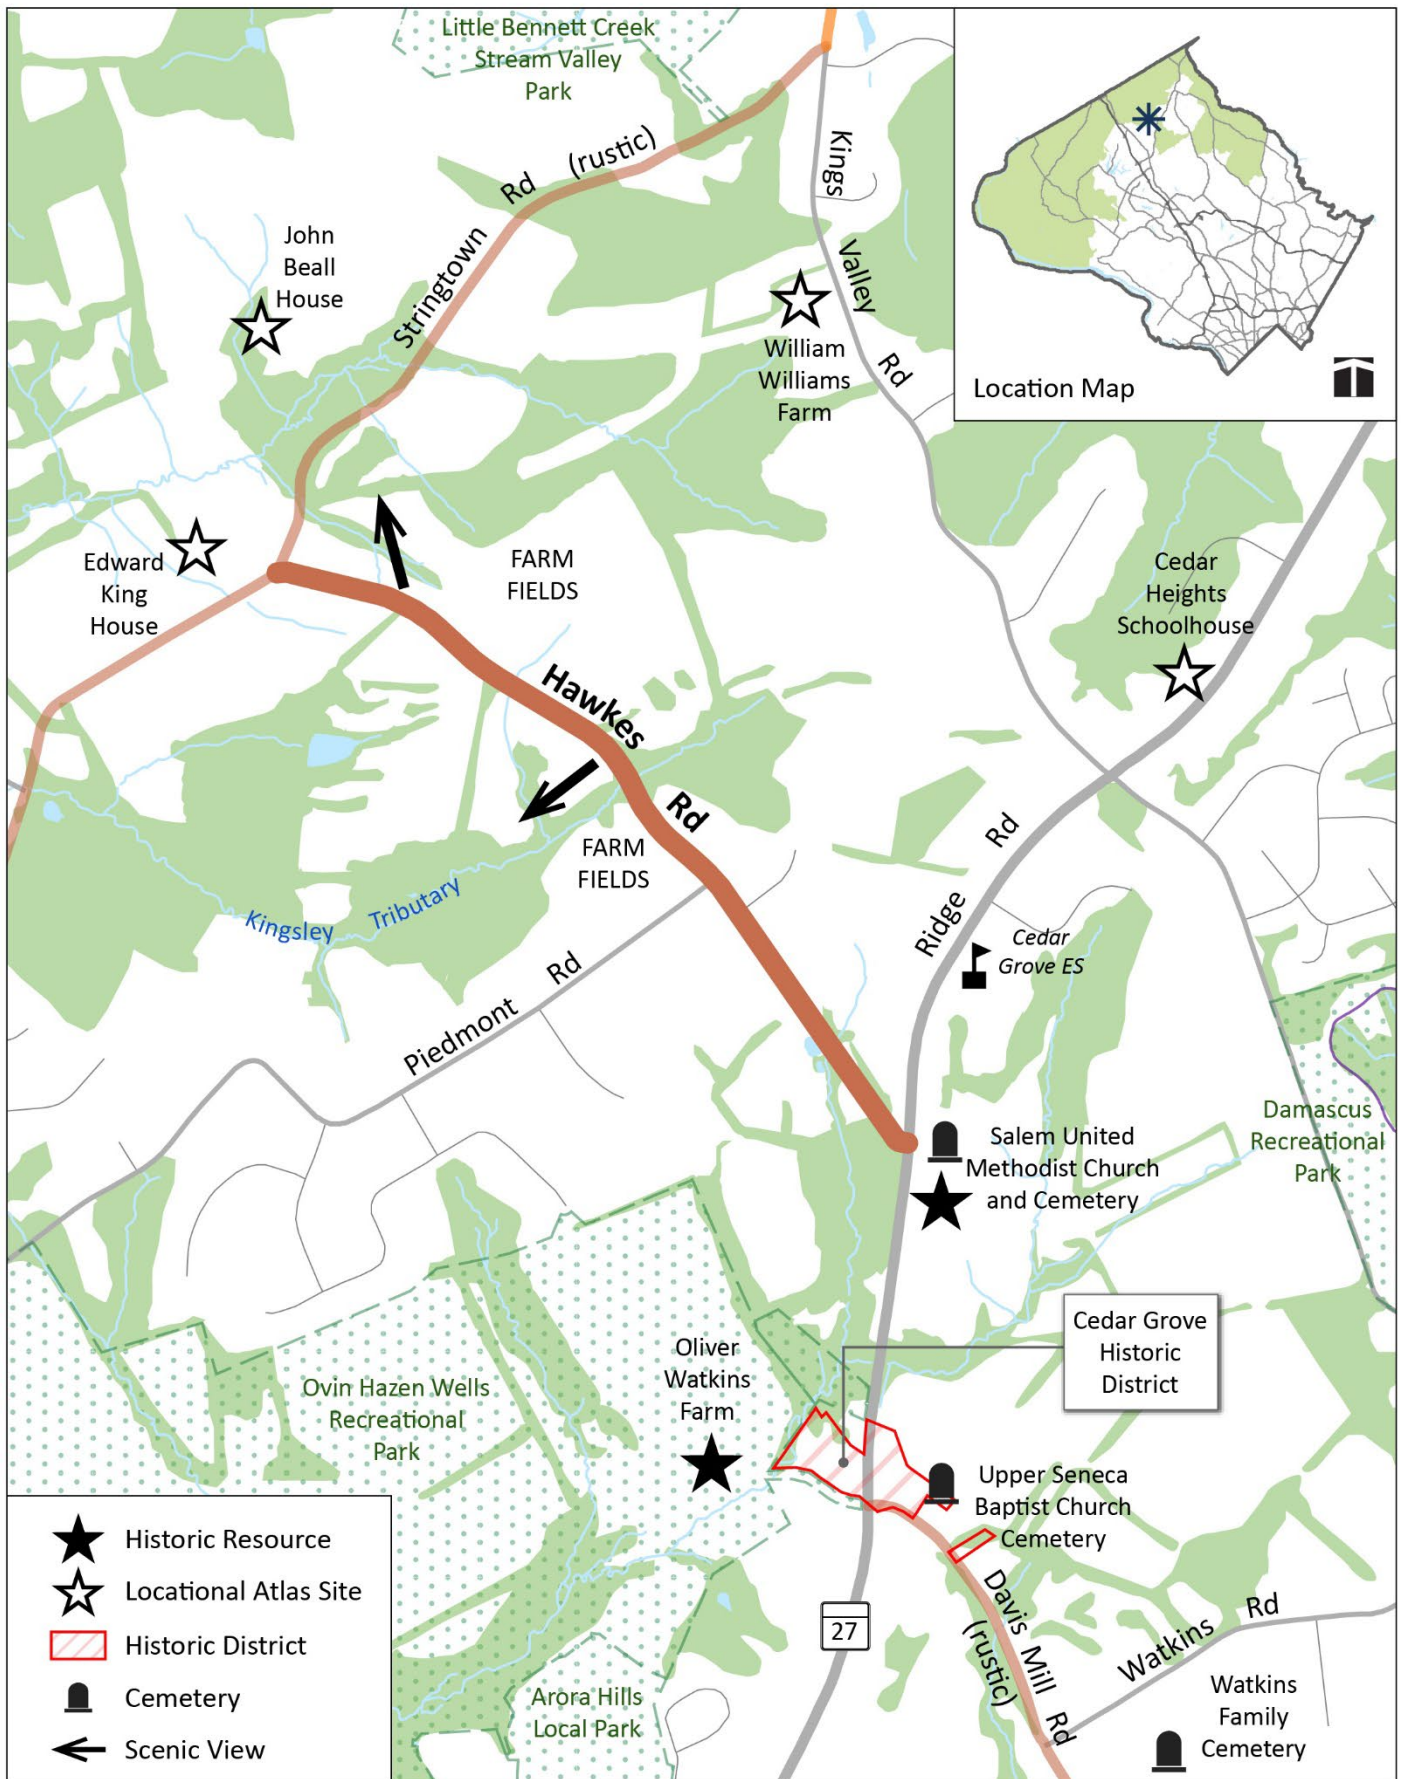 Little Bennett Creek
Stream Valley
Park
Stringtown Rd (rustic)
Kings Valley Rd
John
Beall
House
William
Williams
Farm
Location Map
Edward
King
House
FARM
FIELDS
Cedar
Heights
Schoolhouse
Hawkes Rd
FARM
FIELDS
Kingsley Tributary
Ridge Rd
Cedar
Grove ES
Piedmont Rd
Damascus
Recreational
Park
Salem United
Methodist Church
and Cemetery
Cedar Grove
Historic
District
Oliver
Watkins
Farm
Ovin Hazen Wells
Recreational
Park
Upper Seneca
Baptist Church
Cemetery
27
Davis Mill Rd
(rustic)
Watkins Rd
Watkins
Family
Cemetery
Arora Hills
Local Park
Historic Resource
Locational Atlas Site
Historic District
Cemetery
Scenic View